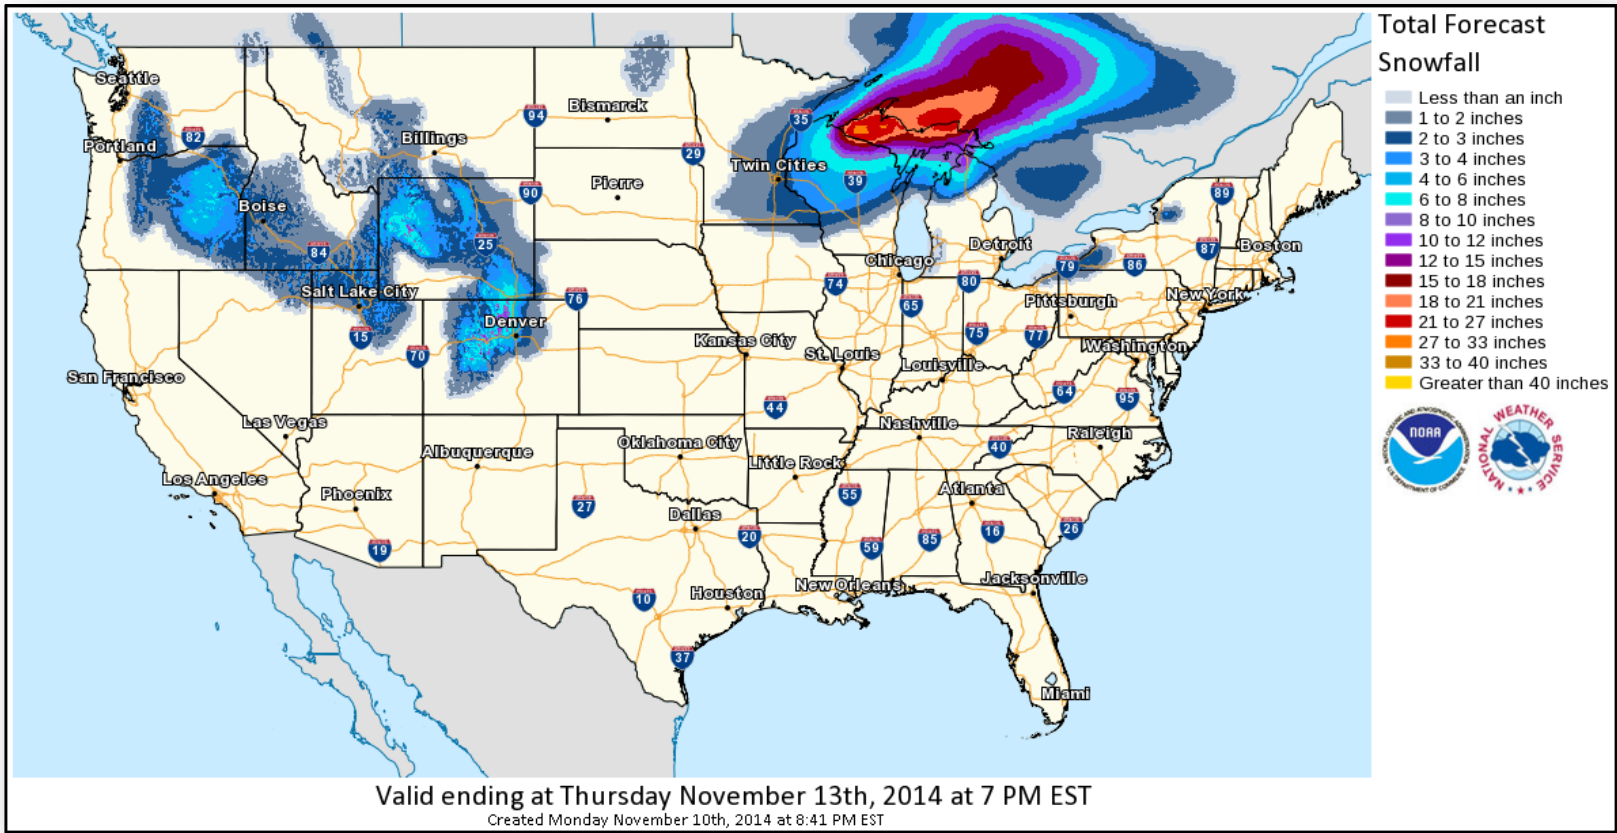 Total Forecast
Snowfall
Less than an inch
1 to 2 inches
2 to 3 inches
3 to 4 inches
4 to 6 inches
6 to 8 inches
8 to 10 inches
10 to 12 inches
12 to 15 inches
15 to 18 inches
18 to 21 inches
21 to 27 inches
27 to 33 inches
33 to 40 inches
Greater than 40 inches
NOAA
NATIONAL OCEANIC AND ATMOSPHERIC ADMINISTRATION
U.S. DEPARTMENT OF COMMERCE
NATIONAL WEATHER SERVICE
Seattle
82
Portland
Boise
84
Billings
94
Bismarck
29
90
Pierre
25
35
Twin Cities
39
89
87
Boston
Detroit
79
86
Chicago
74
80
65
Salt Lake City
15
70
Denver
76
Pittsburgh
New York
75
77
Kansas City
St. Louis
Louisville
Washington
San Francisco
Las Vegas
44
64
95
Nashville
40
Raleigh
Albuquerque
Oklahoma City
Little Rock
Los Angeles
Phoenix
27
55
Atlanta
Dallas
20
59
85
16
26
19
10
Houston
New Orleans
Jacksonville
37
Miami
Valid ending at Thursday November 13th, 2014 at 7 PM EST
Created Monday November 10th, 2014 at 8:41 PM EST